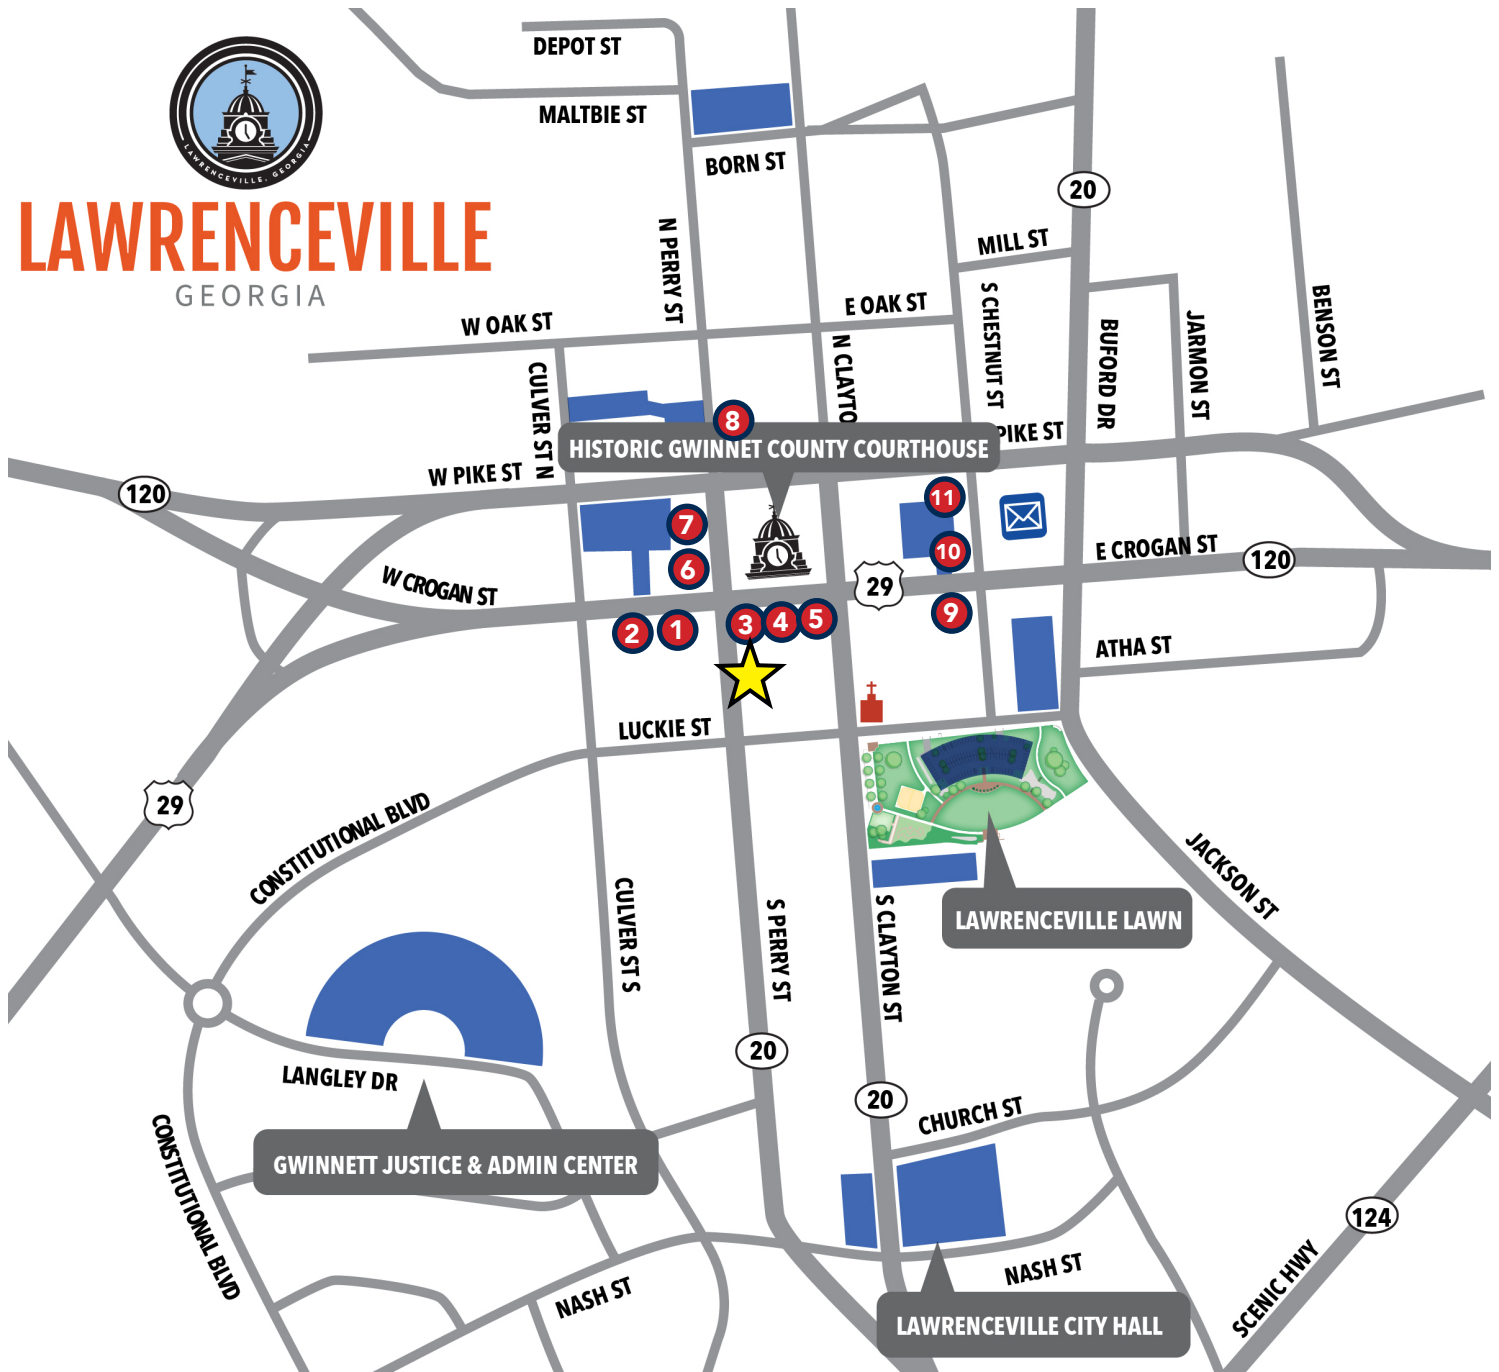 DEPOT ST
MALTBIE ST
LAWRENCEVILLE, GEORGIA
BORN ST
20
LAWRENCEVILLE
GEORGIA
N PERRY ST
MILL ST
W OAK ST
E OAK ST
S CHESTNUT ST
BENSON ST
JARMON ST
BUFORD DR
N CLAYTO
CULVER ST N
8
PIKE ST
HISTORIC GWINNET COUNTY COURTHOUSE
W PIKE ST
120
11
7
10
E CROGAN ST
120
6
W CROGAN ST
29
9
2
1
3
4
5
ATHA ST
LUCKIE ST
29
CONSTITUTIONAL BLVD
JACKSON ST
CULVER ST S
S PERRY ST
S CLAYTON ST
LAWRENCEVILLE LAWN
20
LANGLEY DR
20
CHURCH ST
CONSTITUTIONAL BLVD
GWINNETT JUSTICE & ADMIN CENTER
124
NASH ST
NASH ST
SCENIC HWY
LAWRENCEVILLE CITY HALL